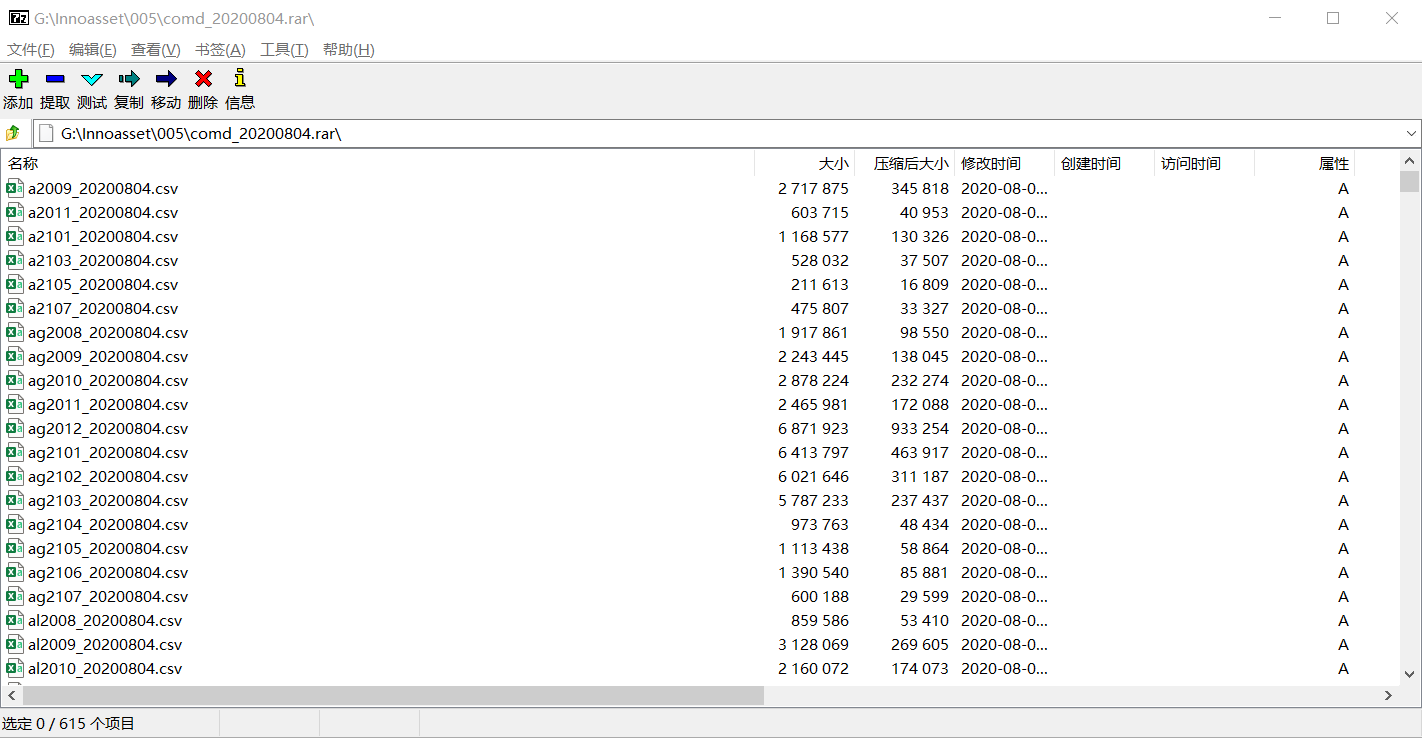 G:\Innoasset\005\comd_20200804.rar\
文件(F) 编辑(E) 查看(V) 书签(A) 工具(T) 帮助(H)
添加 提取 测试 复制 移动 删除 信息
G:\Innoasset\005\comd_20200804.rar\
名称 大小 压缩后大小 修改时间 创建时间 访问时间 属性
a2009_20200804.csv 2 717 875 345 818 2020-08-0... A
a2011_20200804.csv 603 715 40 953 2020-08-0... A
a2101_20200804.csv 1 168 577 130 326 2020-08-0... A
a2103_20200804.csv 528 032 37 507 2020-08-0... A
a2105_20200804.csv 211 613 16 809 2020-08-0... A
a2107_20200804.csv 475 807 33 327 2020-08-0... A
ag2008_20200804.csv 1 917 861 98 550 2020-08-0... A
ag2009_20200804.csv 2 243 445 138 045 2020-08-0... A
ag2010_20200804.csv 2 878 224 232 274 2020-08-0... A
ag2011_20200804.csv 2 465 981 172 088 2020-08-0... A
ag2012_20200804.csv 6 871 923 933 254 2020-08-0... A
ag2101_20200804.csv 6 413 797 463 917 2020-08-0... A
ag2102_20200804.csv 6 021 646 311 187 2020-08-0... A
ag2103_20200804.csv 5 787 233 237 437 2020-08-0... A
ag2104_20200804.csv 973 763 48 434 2020-08-0... A
ag2105_20200804.csv 1 113 438 58 864 2020-08-0... A
ag2106_20200804.csv 1 390 540 85 881 2020-08-0... A
ag2107_20200804.csv 600 188 29 599 2020-08-0... A
al2008_20200804.csv 859 586 53 410 2020-08-0... A
al2009_20200804.csv 3 128 069 269 605 2020-08-0... A
al2010_20200804.csv 2 160 072 174 073 2020-08-0... A
选定 0 / 615 个项目